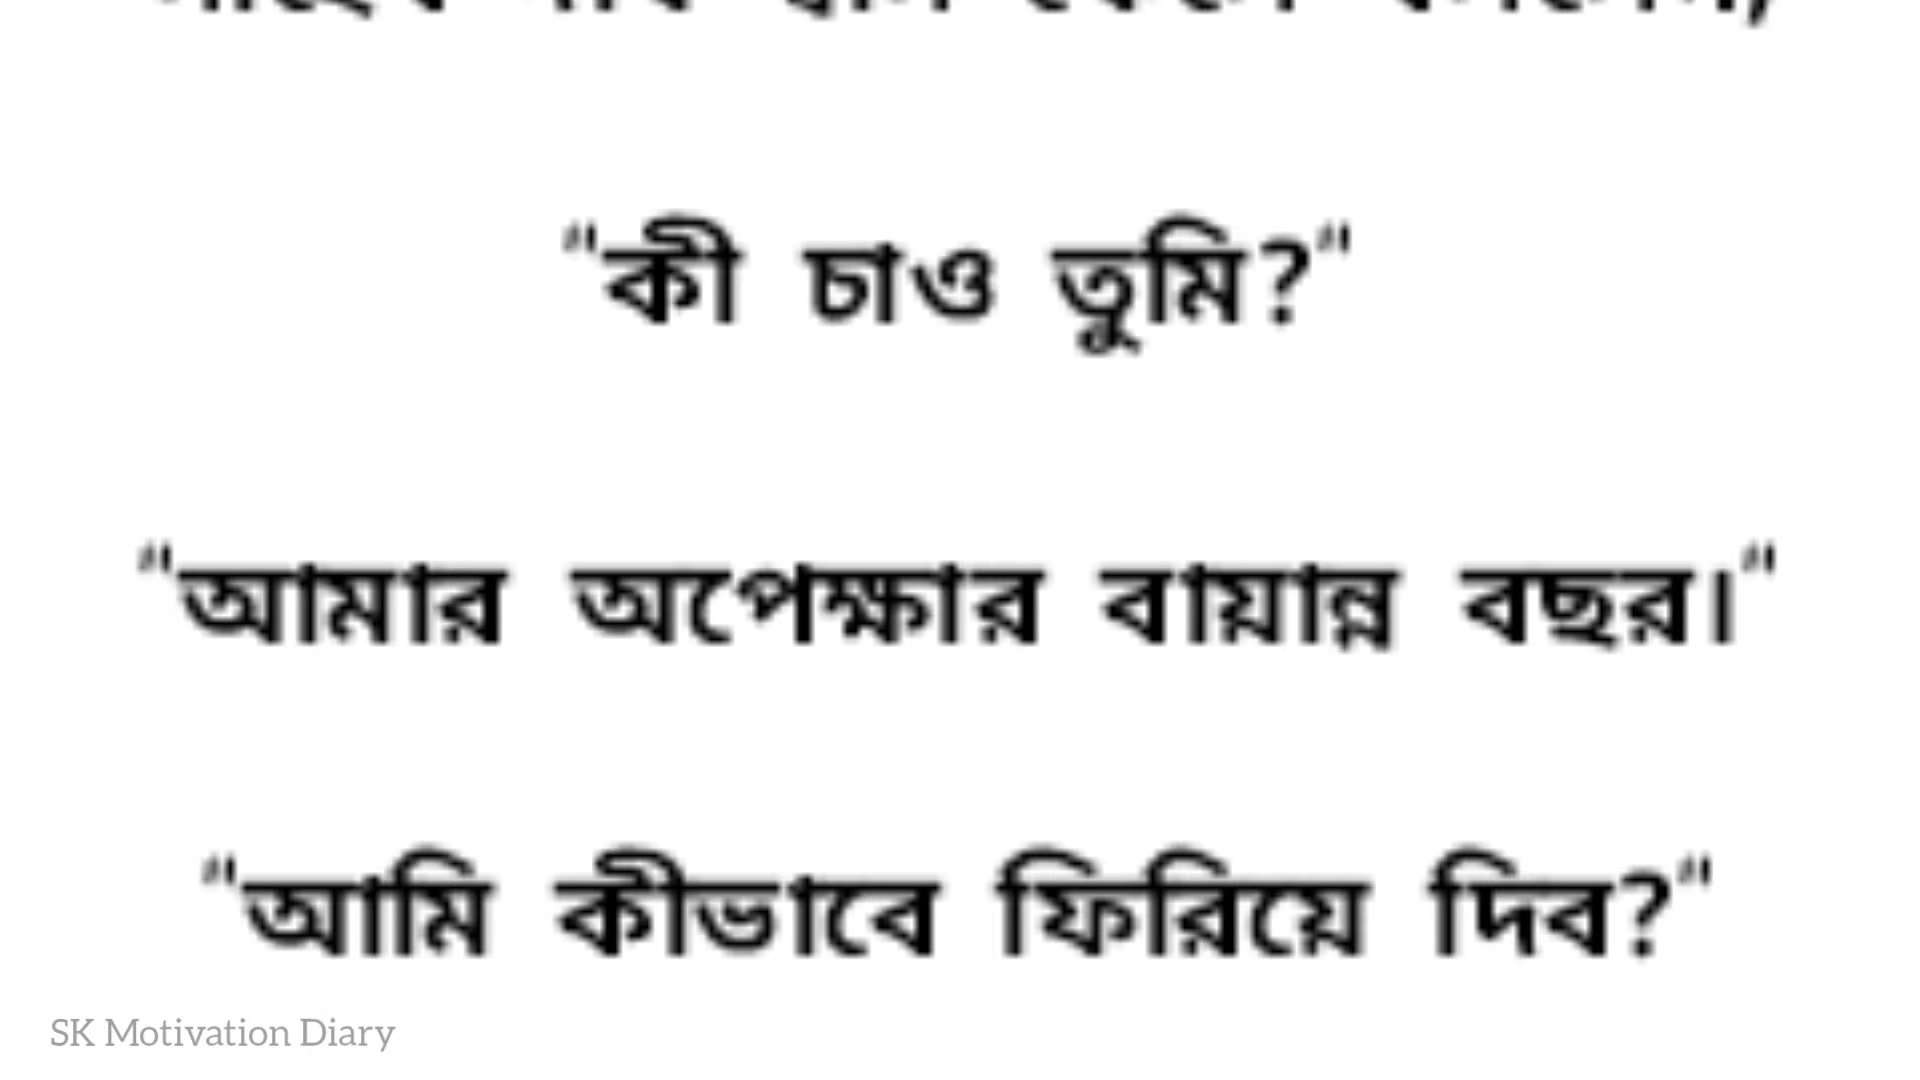 "কী চাও তুমি?"
"আমার অপেক্ষার বায়ান্ন বছর।"
"আমি কীভাবে ফিরিয়ে দিব?"
SK Motivation Diary